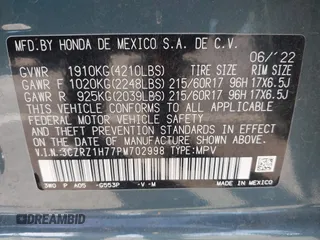 MFD. BY HONDA DE MEXICO S.A. DE C.V.
06/'22
GVWR 1910KG(4210LBS) TIRE SIZE RIM SIZE
GAWR F 1020KG(2248LBS) 215/60R17 96H 17X6.5J
GAWR R 925KG(2039LBS) 215/60R17 96H 17X6.5J
THIS VEHICLE CONFORMS TO ALL APPLICABLE
FEDERAL MOTOR VEHICLE SAFETY AND THEFT
PREVENTION STANDARDS IN EFFECT ON THE
DATE OF MANUFACTURE SHOWN ABOVE.
V.I.N.:3CZRZ1H77PM702998 TYPE:MPV
3W0 P A05 -G553P -V-M
MADE IN MEXICO
DREAMBID